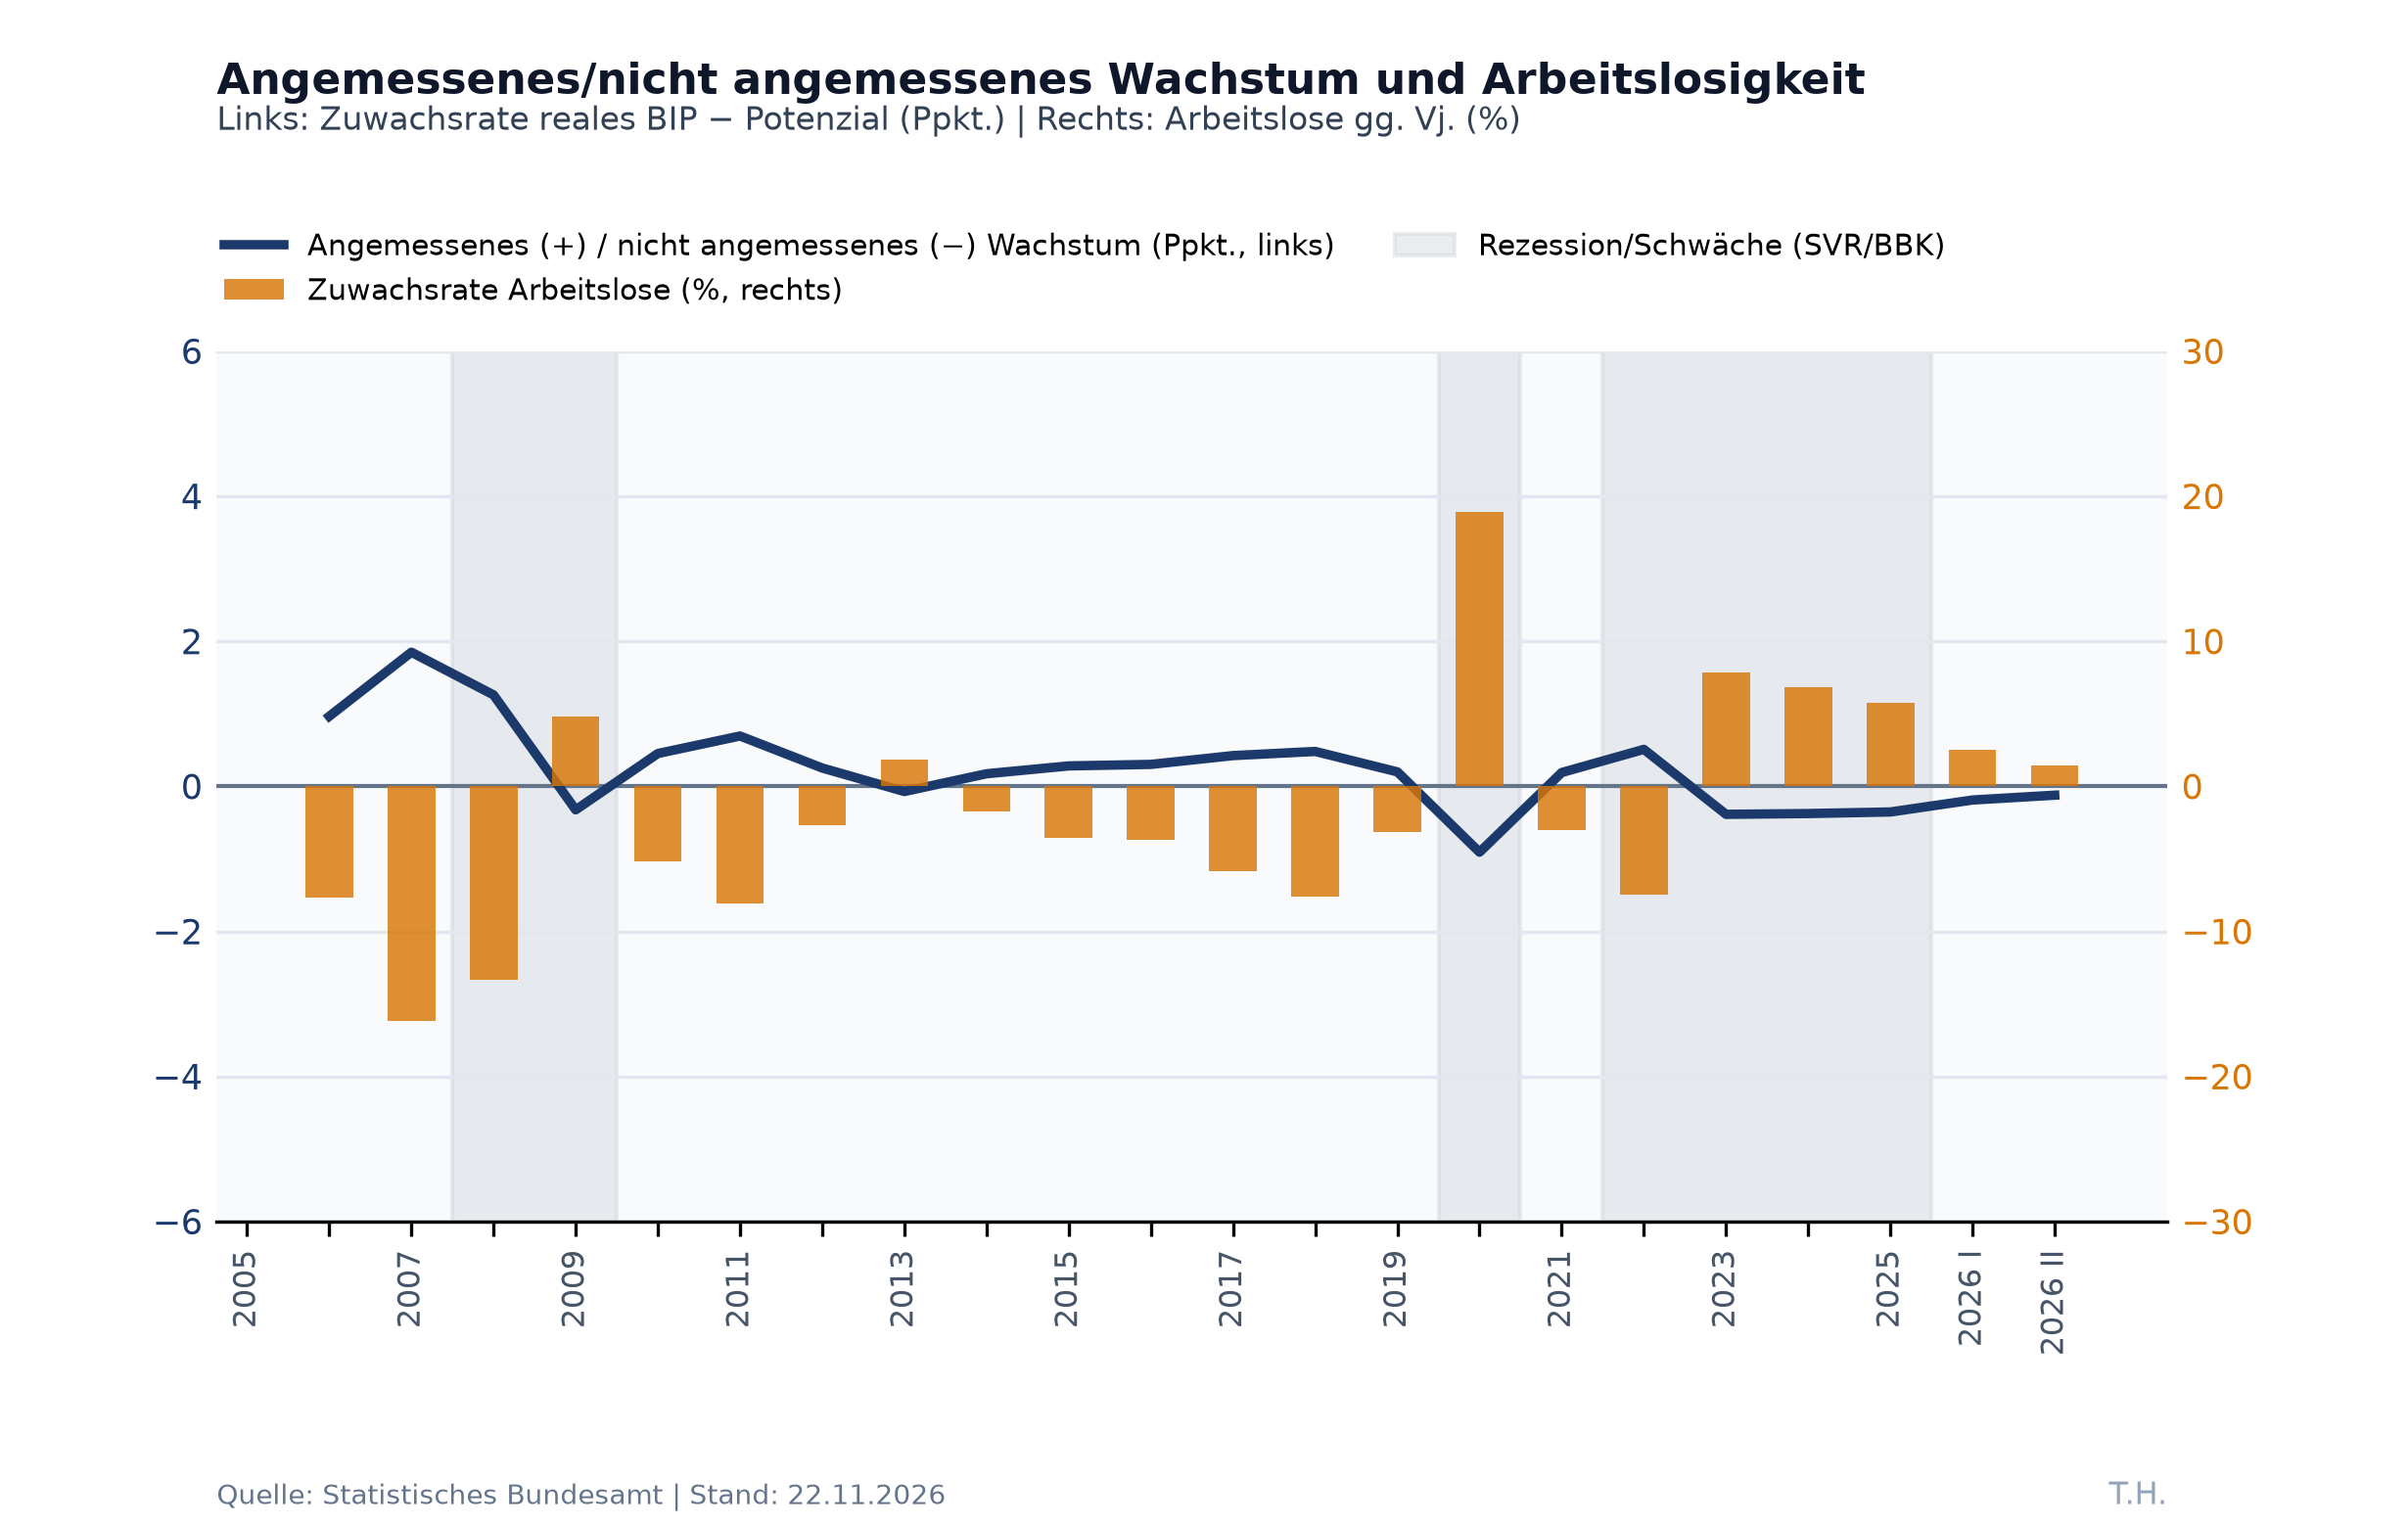 Angemessenes/nicht angemessenes Wachstum und Arbeitslosigkeit
Links: Zuwachsrate reales BIP − Potenzial (Ppkt.) | Rechts: Arbeitslose gg. Vj. (%)
Angemessenes (+) / nicht angemessenes (−) Wachstum (Ppkt., links)
Rezession/Schwäche (SVR/BBK)
Zuwachsrate Arbeitslose (%, rechts)
6 30
4 20
2 10
0 0
−2 −10
−4 −20
−6 −30
2005 2007 2009 2011 2013 2015 2017 2019 2021 2023 2025 2026 I 2026 III
Quelle: Statistisches Bundesamt | Stand: 22.11.2026
T.H.